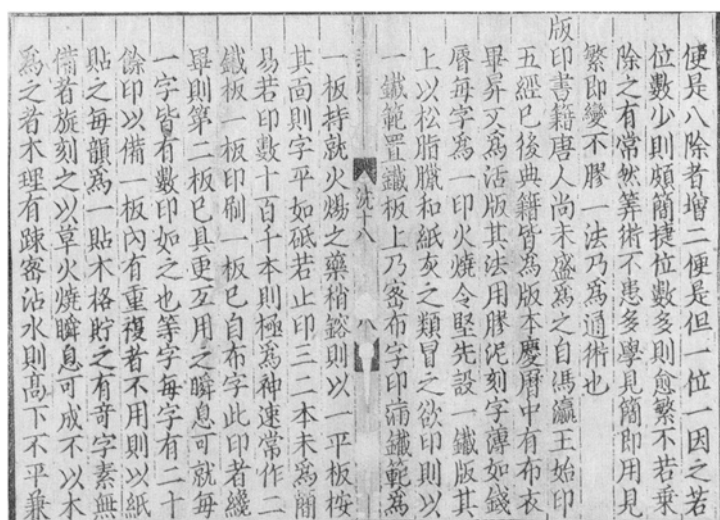 便是八除者增二便是但一位一因之若
位數少則頗簡捷位數多則愈繁不若乗
除之有常然筭術不患多學見簡即用見
繁即變不膠一法乃爲通術也
版印書籍唐人尚未盛爲之自馮瀛王始印
五經已後典籍皆爲版本慶曆中有布衣
畢昇又爲活版其法用膠泥刻字薄如錢
脣每字爲一印火燒令堅先設一鐵版其
上以松脂臘和紙灰之類冒之欲印則以
一鐵範置鐵板上乃密布字印滿鐵範爲
沈十八
八
一板持就火煬之藥稍鎔則以一平板按
其面則字平如砥若止印三二本未爲簡
易若印數十百千本則極爲神速常作二
鐵板一板印刷一板已自布字此印者纔
畢則第二板已具更互用之瞬息可就每
一字皆有數印如之也等字每字有二十
餘印以備一板內有重複者不用則以紙
貼之每韻爲一貼木格貯之有竒字素無
備者旋刻之以草火燒瞬息可成不以木
爲之者木理有踈密沾水則髙下不平兼